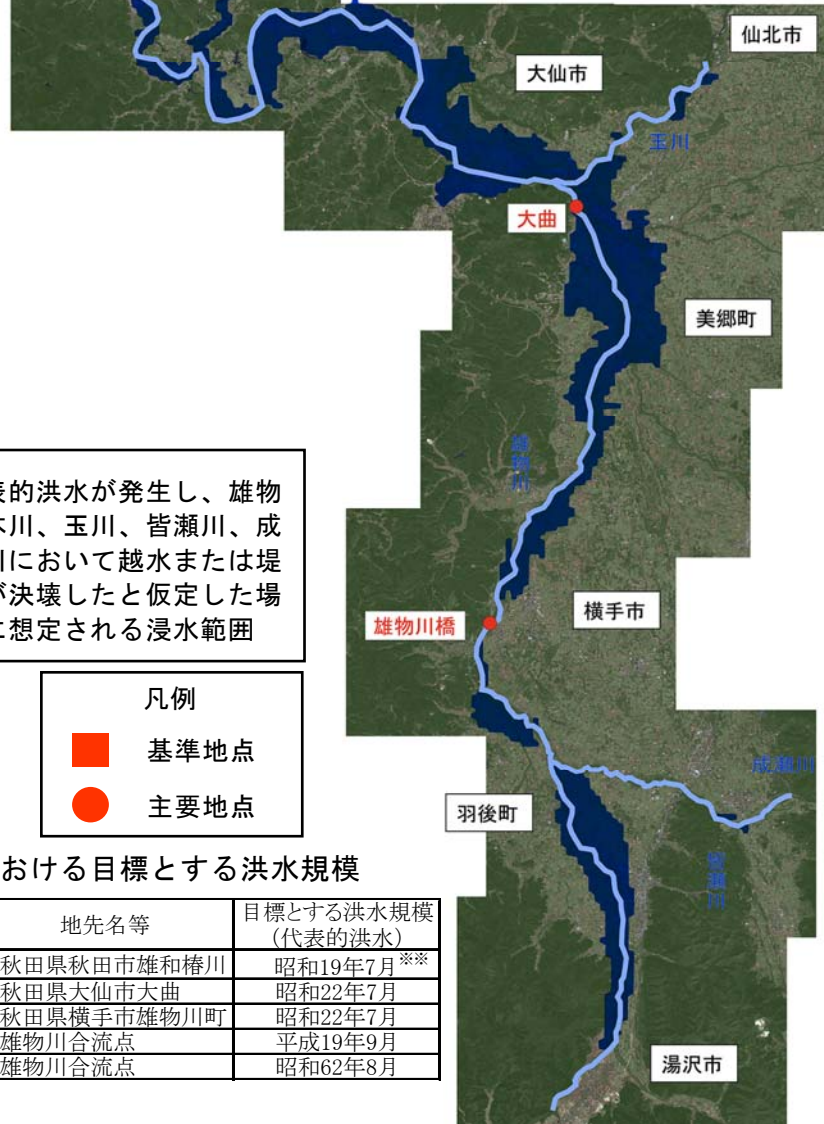 仙北市
大仙市
玉川
大曲
美郷町
雄物川
表的洪水が発生し、雄物
川、玉川、皆瀬川、成
において越水または堤
決壊したと仮定した場
に想定される浸水範囲
雄物川橋
横手市
凡例
基準地点
主要地点
成瀬川
羽後町
皆瀬川
おける目標とする洪水規模
地先名等 目標とする洪水規模
(代表的洪水)
秋田県秋田市雄和椿川 昭和19年7月※※
秋田県大仙市大曲 昭和22年7月
秋田県横手市雄物川町 昭和22年7月
雄物川合流点 平成19年9月
雄物川合流点 昭和62年8月
湯沢市